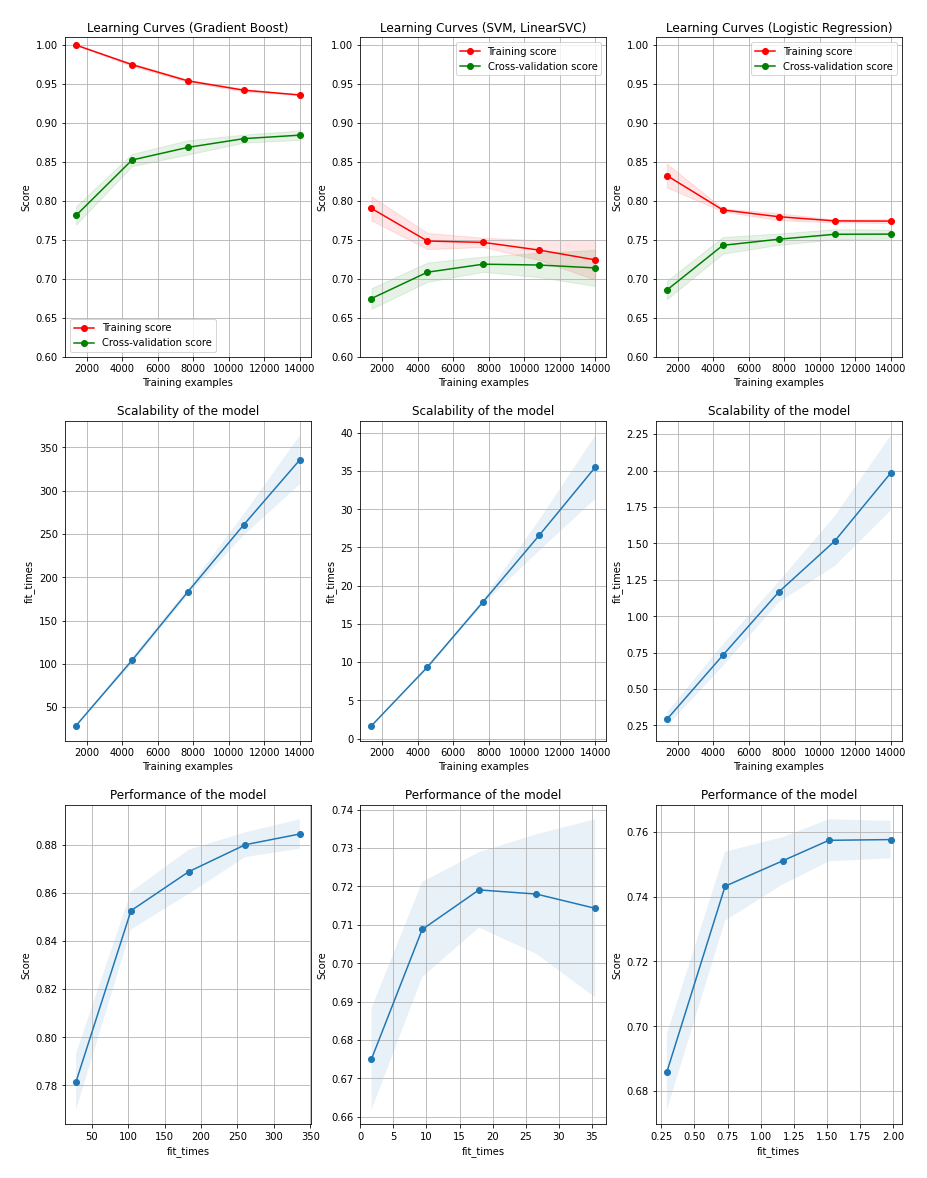 Learning Curves (Gradient Boost)
1.00
0.95
0.90
0.85
0.80
0.75
0.70
0.65
0.60
Score
Training score
Cross-validation score
2000 4000 6000 8000 10000 12000 14000
Training examples
Learning Curves (SVM, LinearSVC)
1.00
0.95
0.90
0.85
0.80
0.75
0.70
0.65
0.60
Score
Training score
Cross-validation score
2000 4000 6000 8000 10000 12000 14000
Training examples
Learning Curves (Logistic Regression)
1.00
0.95
0.90
0.85
0.80
0.75
0.70
0.65
0.60
Score
Training score
Cross-validation score
2000 4000 6000 8000 10000 12000 14000
Training examples
Scalability of the model
350
300
250
200
150
100
50
fit_times
2000 4000 6000 8000 10000 12000 14000
Training examples
Scalability of the model
40
35
30
25
20
15
10
5
0
fit_times
2000 4000 6000 8000 10000 12000 14000
Training examples
Scalability of the model
2.25
2.00
1.75
1.50
1.25
1.00
0.75
0.50
0.25
fit_times
2000 4000 6000 8000 10000 12000 14000
Training examples
Performance of the model
0.88
0.86
0.84
0.82
0.80
0.78
Score
50 100 150 200 250 300 350
fit_times
Performance of the model
0.74
0.73
0.72
0.71
0.70
0.69
0.68
0.67
0.66
Score
0 5 10 15 20 25 30 35
fit_times
Performance of the model
0.76
0.74
0.72
0.70
0.68
Score
0.25 0.50 0.75 1.00 1.25 1.50 1.75 2.00
fit_times